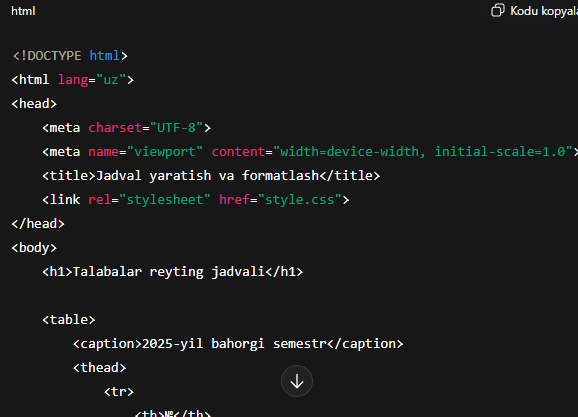 html
Kodu kopyala
<!DOCTYPE html>
<html lang="uz">
<head>
    <meta charset="UTF-8">
    <meta name="viewport" content="width=device-width, initial-scale=1.0">
    <title>Jadval yaratish va formatlash</title>
    <link rel="stylesheet" href="style.css">
</head>
<body>
    <h1>Talabalar reyting jadvali</h1>
    <table>
        <caption>2025-yil bahorgi semestr</caption>
        <thead>
            <tr>
                <th>№</th>